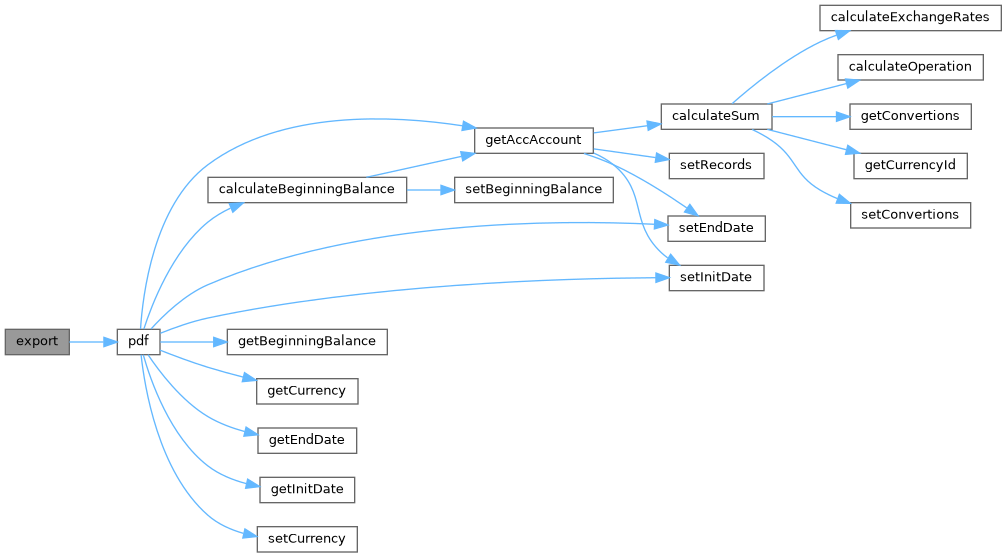 calculateExchangeRates
calculateOperation
calculateSum
getConvertions
getAccAccount
setRecords
getCurrencyId
calculateBeginningBalance
setBeginningBalance
setConvertions
setEndDate
setInitDate
export
pdf
getBeginningBalance
getCurrency
getEndDate
getInitDate
setCurrency